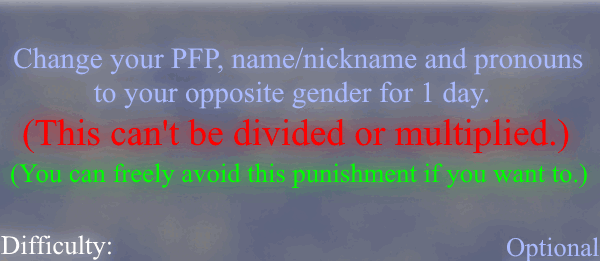 Change your PFP, name/nickname and pronouns
to your opposite gender for 1 day.
(This can't be divided or multiplied.)
(You can freely avoid this punishment if you want to.)
Difficulty: Optional